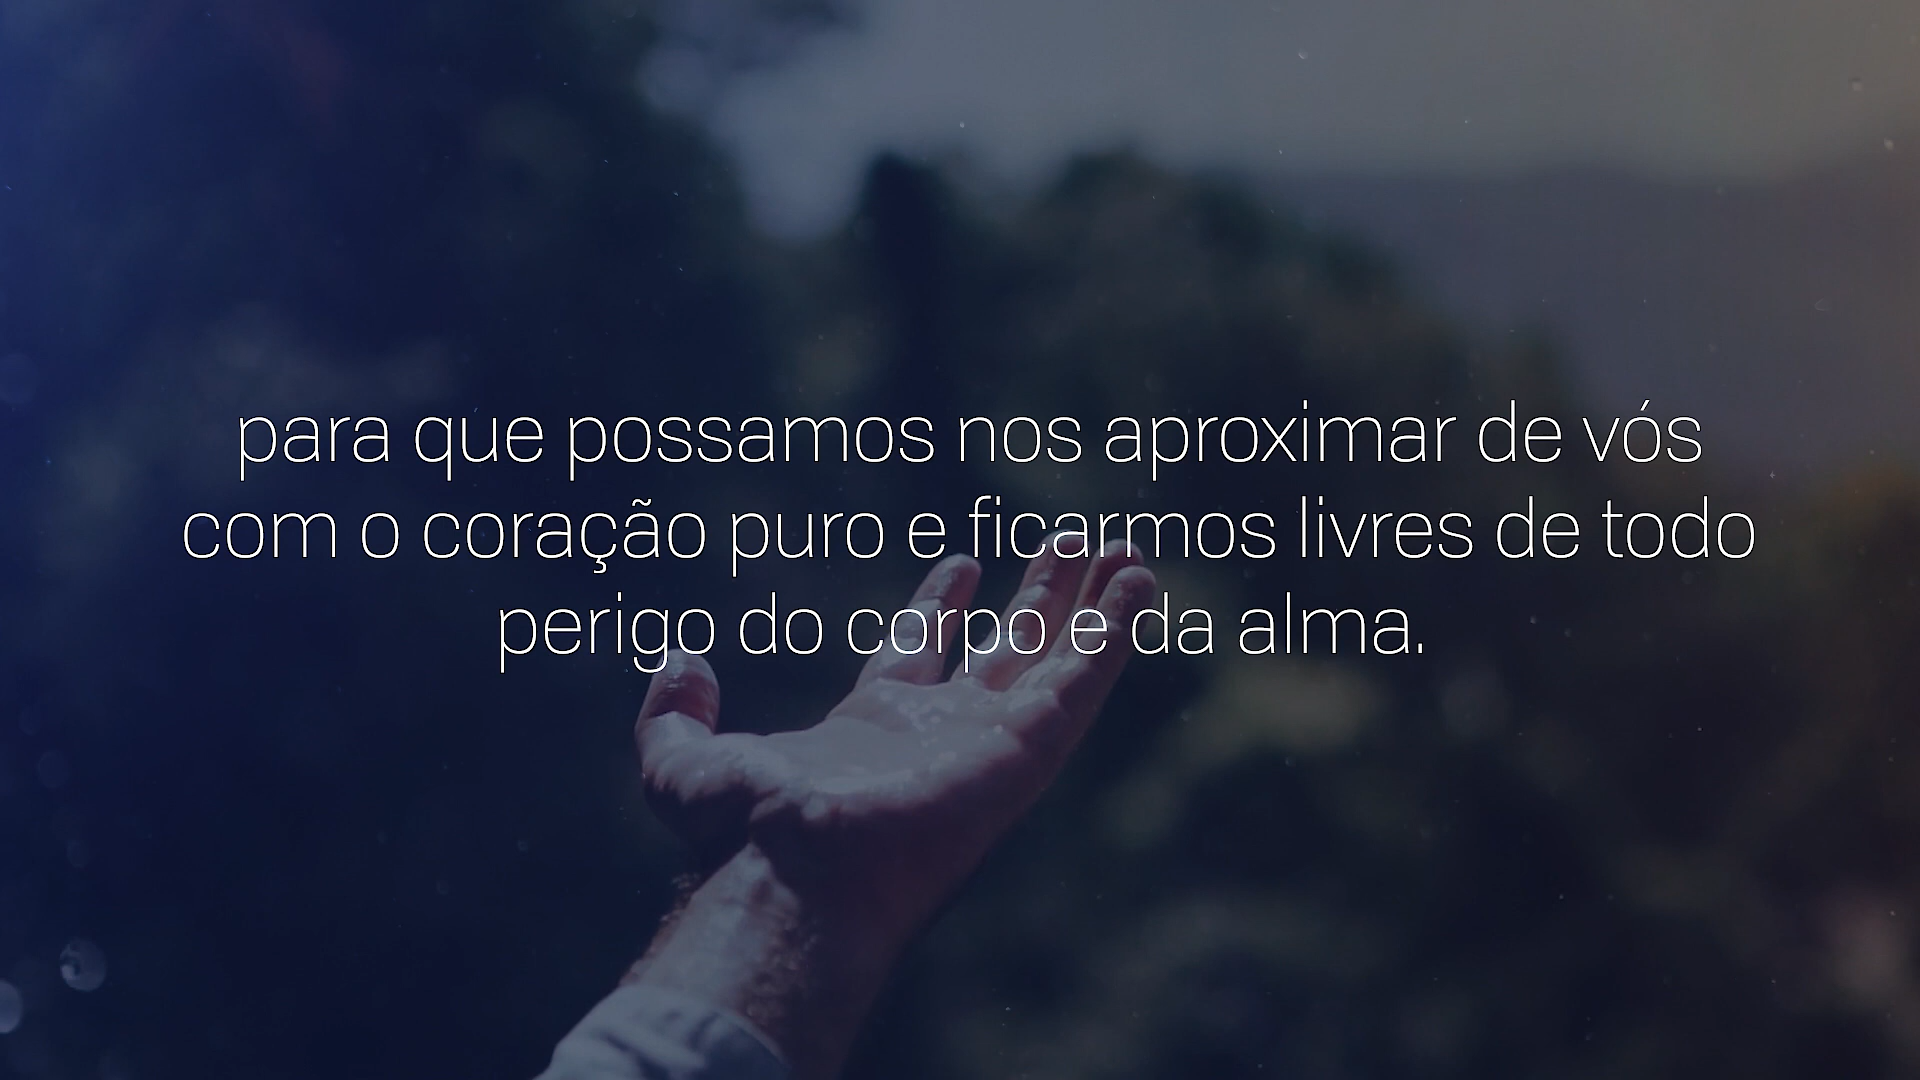 para que possamos nos aproximar de vós
com o coração puro e ficarmos livres de todo
perigo do corpo e da alma.